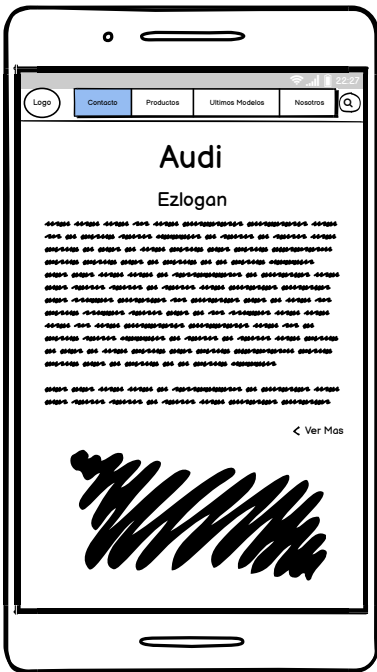 22:27
Logo
Contacto
Productos
Ultimos Modelos
Nosotros
Audi
Ezlogan
< Ver Mas